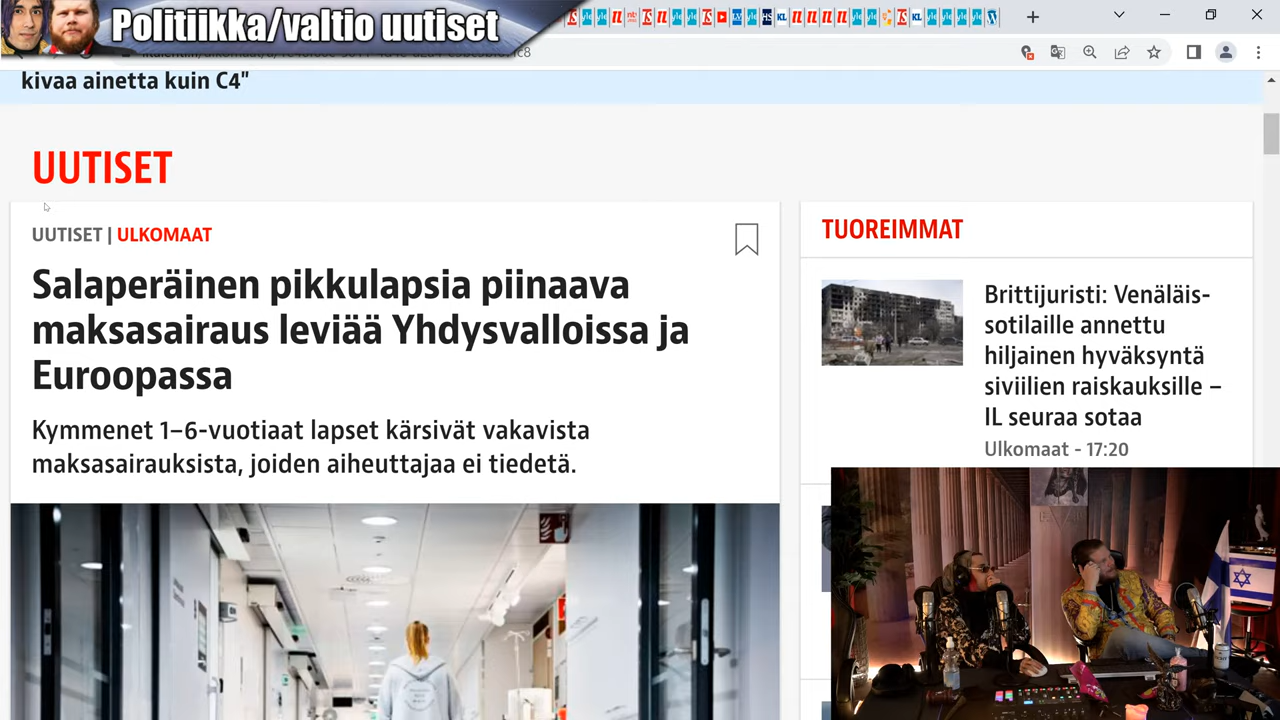 Politiikka/valtio uutiset
kivaa ainetta kuin C4"
UUTISET
UUTISET | ULKOMAAT
Salaperäinen pikkulapsia piinaava
maksasairaus leviää Yhdysvalloissa ja
Euroopassa
Kymmenet 1–6-vuotiaat lapset kärsivät vakavista
maksasairauksista, joiden aiheuttajaa ei tiedetä.
TUOREIMMAT
Brittijuristi: Venäläis-
sotilaille annettu
hiljainen hyväksyntä
siviilien raiskauksille –
IL seuraa sotaa
Ulkomaat - 17:20